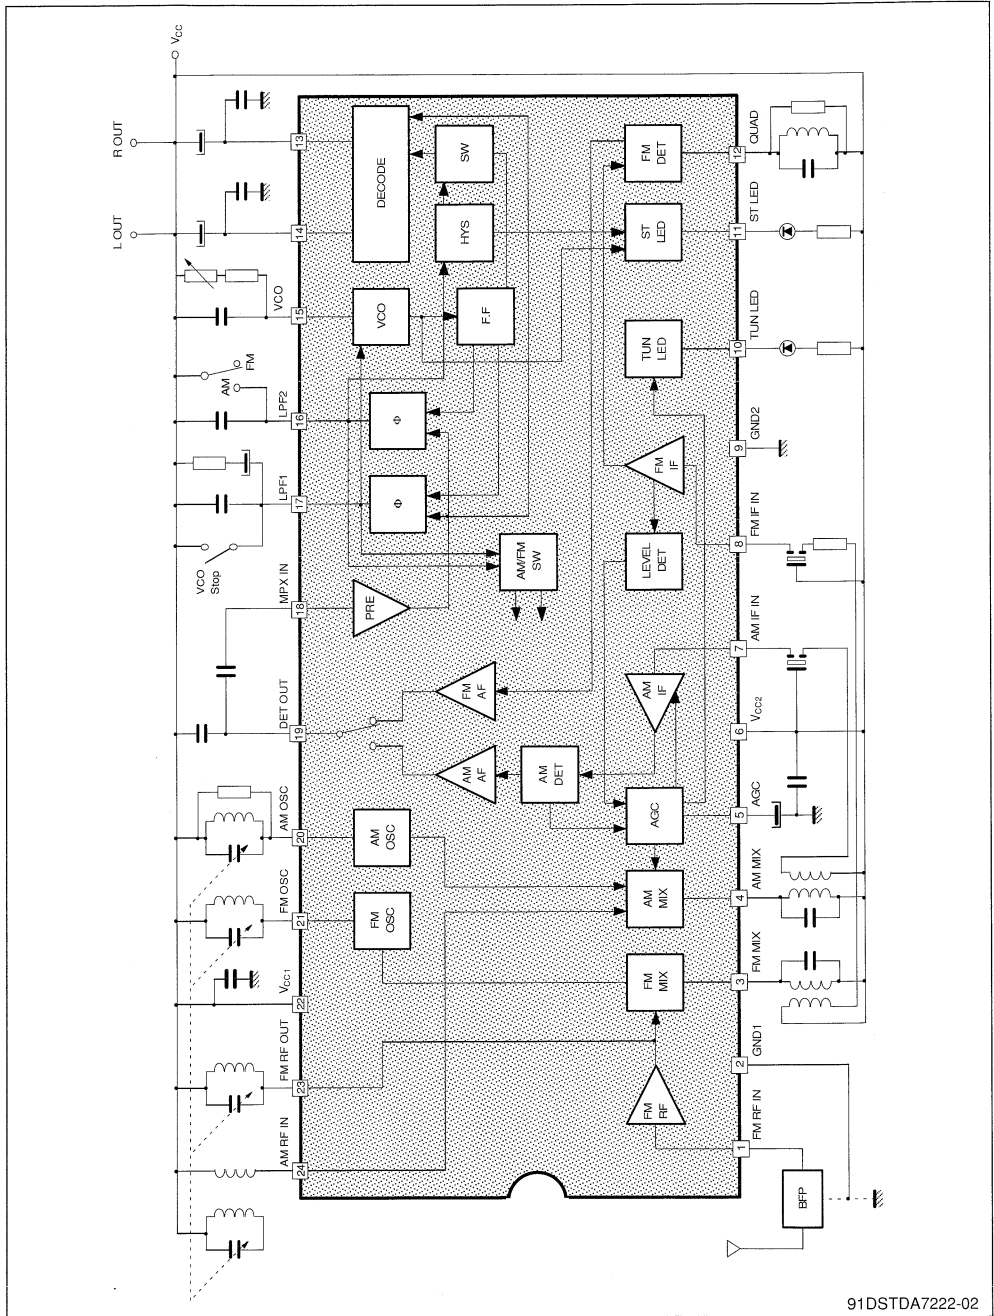 VCC
R OUT
L OUT
VCO
FM
AM
LPF2
LPF1
VCO
Stop
MPX IN
DET OUT
AM OSC
FM OSC
VCC1
FM RF OUT
AM RF IN
13
14
15
16
17
18
19
20
21
22
23
24
DECODE
SW
HYS
VCO
F.F
Φ
Φ
AM/FM
SW
PRE
FM
AF
AM
AF
AM
DET
AM
OSC
FM
OSC
FM
DET
ST
LED
TUN
LED
FM
IF
LEVEL
DET
AM
IF
AGC
AM
MIX
FM
MIX
FM
RF
12
11
10
9
8
7
6
5
4
3
2
1
QUAD
ST LED
TUN LED
GND2
FM IF IN
AM IF IN
VCC2
AGC
AM MIX
FM MIX
GND1
FM RF IN
BFP
91DSTDA7222-02